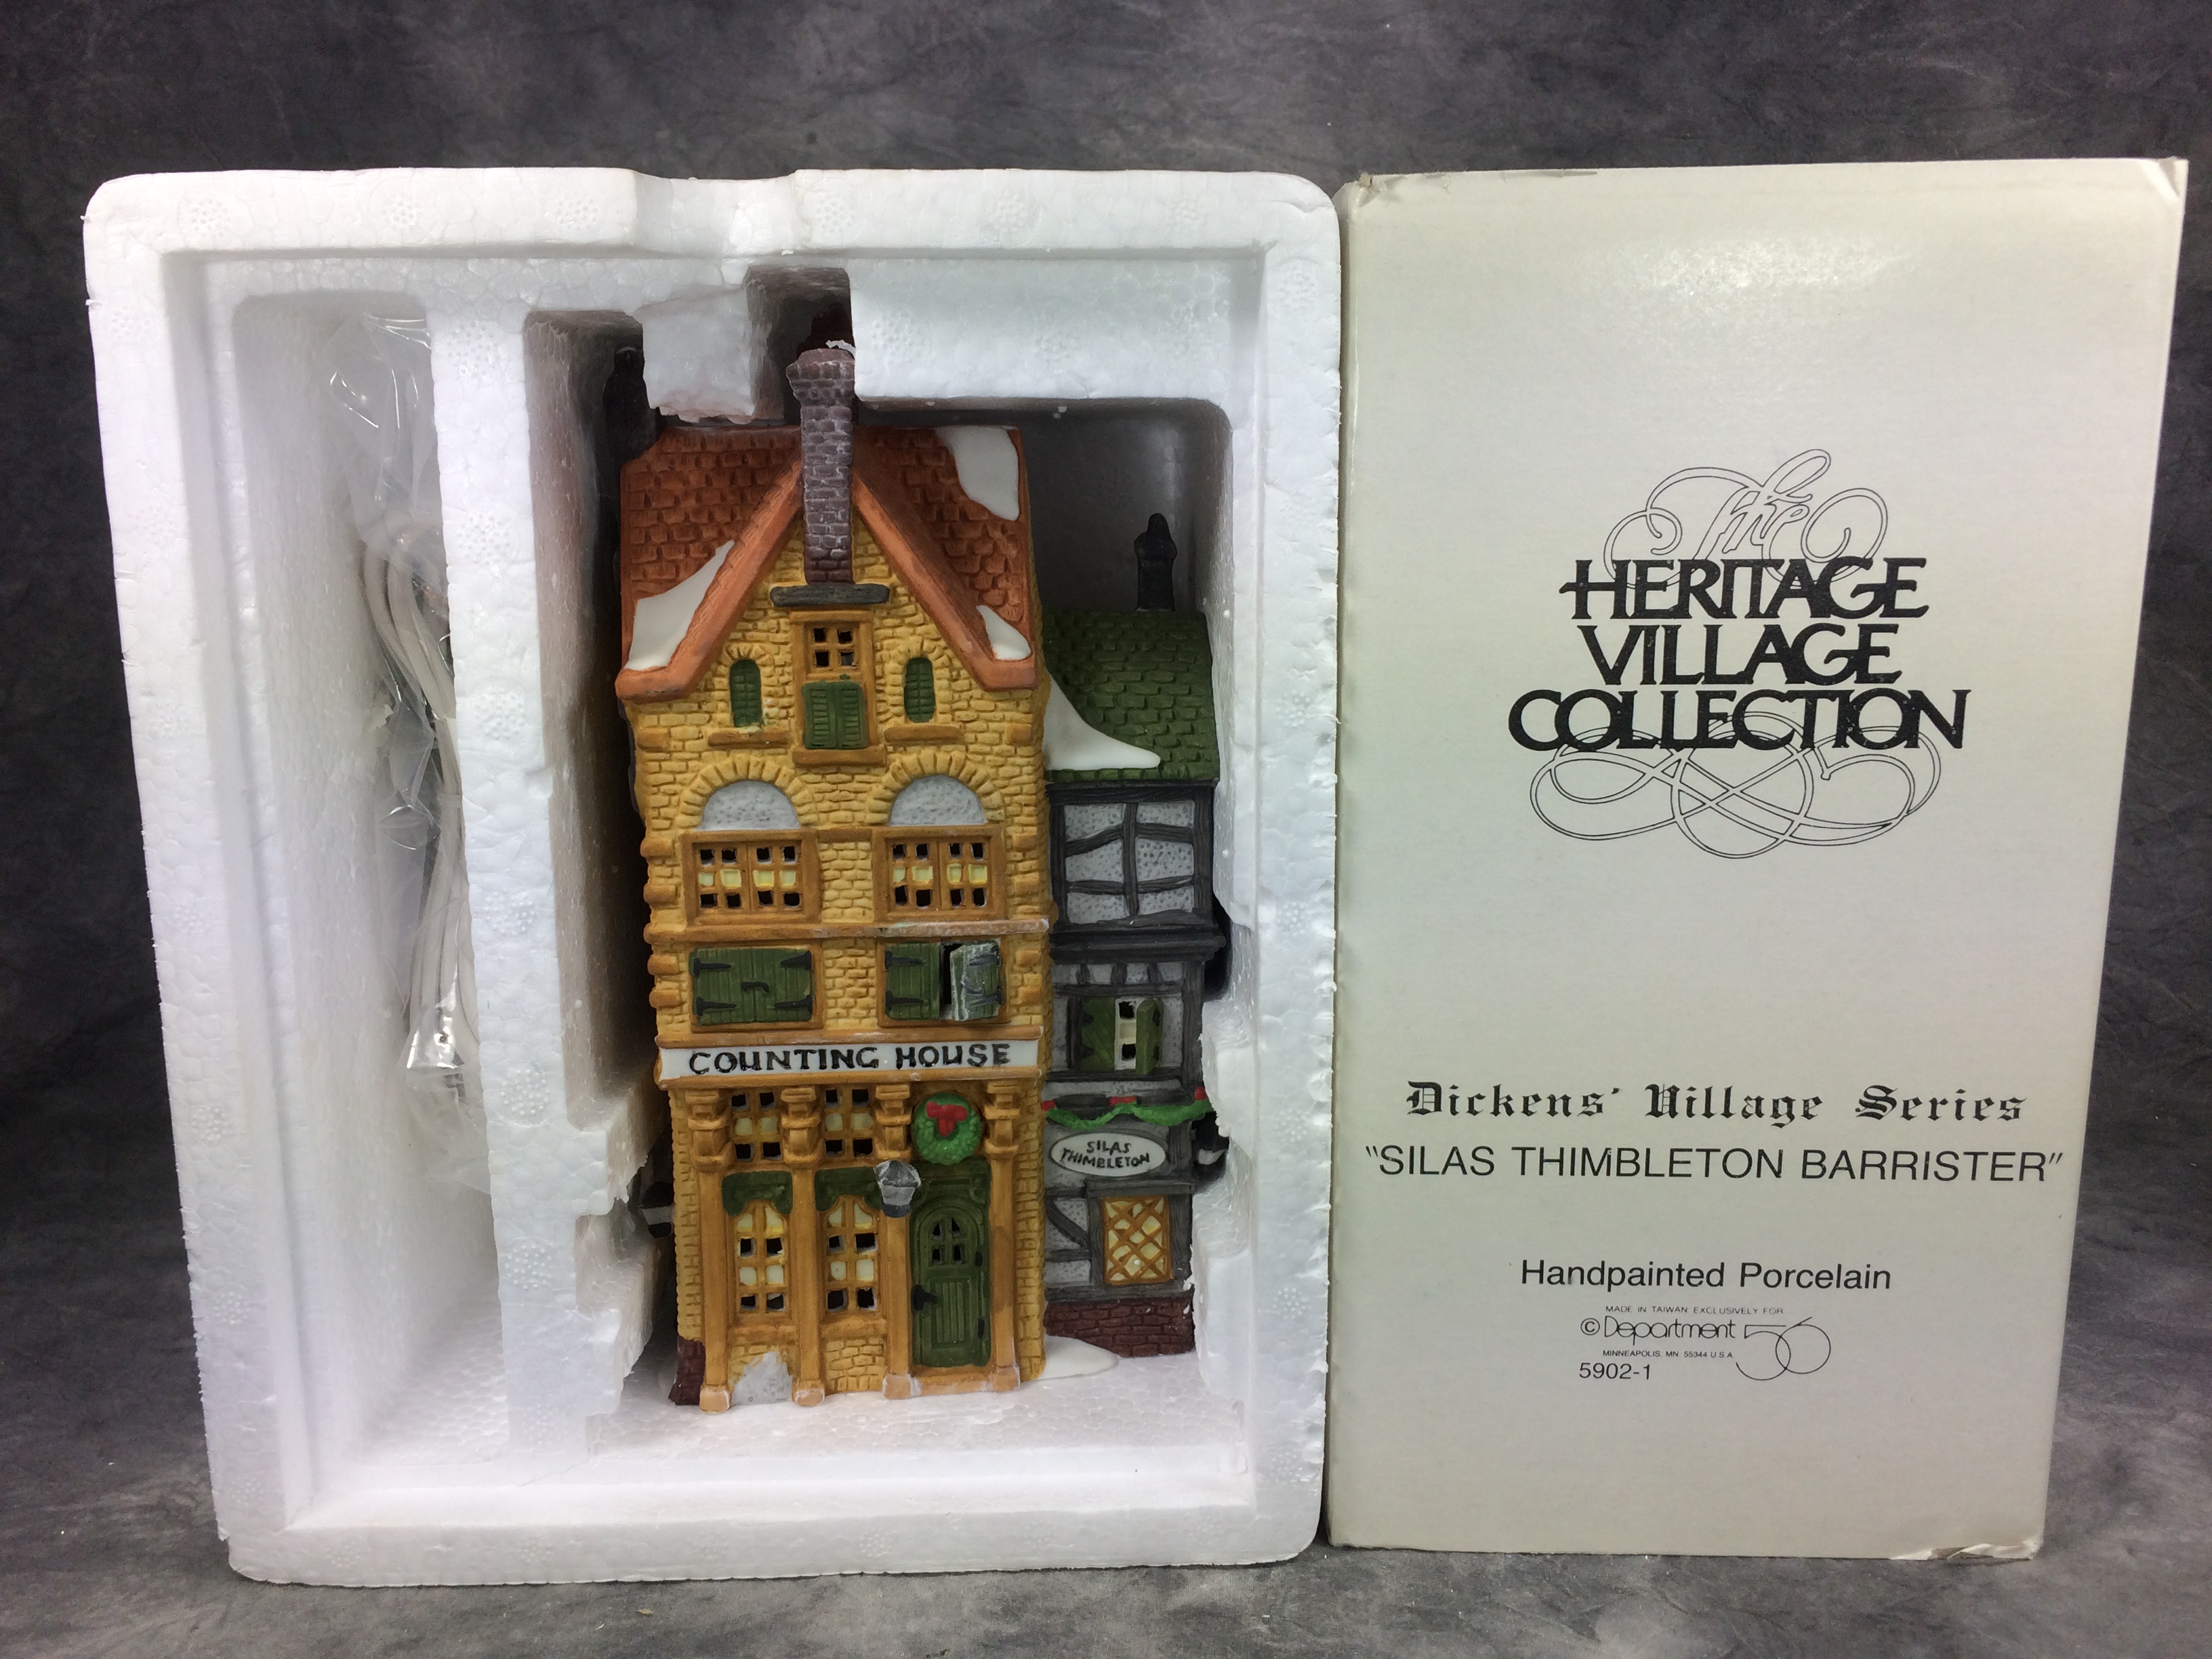 COUNTING HOUSE
SILAS
THIMBLETON
The
HERITAGE
VILLAGE
COLLECTION
Dickens' Village Series
"SILAS THIMBLETON BARRISTER"
Handpainted Porcelain
MADE IN TAIWAN EXCLUSIVELY FOR
© Department 56
MINNEAPOLIS, MN 55344 U.S.A.
5902-1